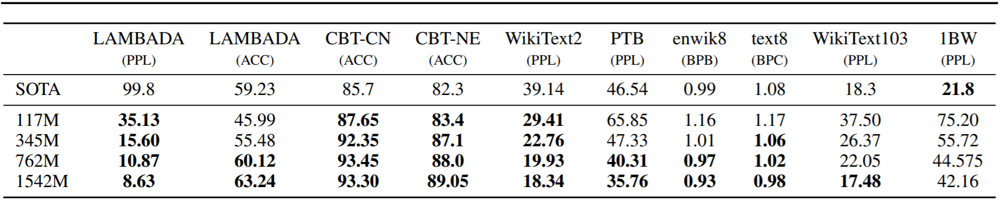 LAMBADA LAMBADA CBT-CN CBT-NE WikiText2 PTB enwik8 text8 WikiText103 1BW
(PPL) (ACC) (ACC) (ACC) (PPL) (PPL) (BPB) (BPC) (PPL) (PPL)
SOTA 99.8 59.23 85.7 82.3 39.14 46.54 0.99 1.08 18.3 21.8
117M 35.13 45.99 87.65 83.4 29.41 65.85 1.16 1.17 37.50 75.20
345M 15.60 55.48 92.35 87.1 22.76 47.33 1.01 1.06 26.37 55.72
762M 10.87 60.12 93.45 88.0 19.93 40.31 0.97 1.02 22.05 44.575
1542M 8.63 63.24 93.30 89.05 18.34 35.76 0.93 0.98 17.48 42.16